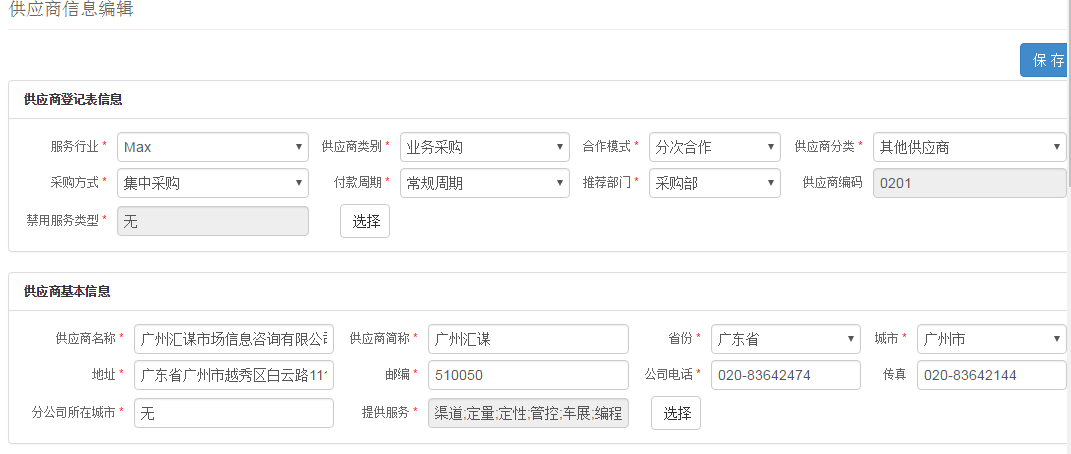 供应商信息编辑
保 存
供应商登记表信息
服务行业 * Max 供应商类别 * 业务采购 合作模式 * 分次合作 供应商分类 * 其他供应商
采购方式 * 集中采购 付款周期 * 常规周期 推荐部门 * 采购部 供应商编码 0201
禁用服务类型 * 无 选择
供应商基本信息
供应商名称 * 广州汇谋市场信息咨询有限公司 供应商简称 * 广州汇谋 省份 * 广东省 城市 * 广州市
地址 * 广东省广州市越秀区白云路11 邮编 * 510050 公司电话 * 020-83642474 传真 020-83642144
分公司所在城市 * 无 提供服务 * 渠道;定量;定性;管控;车展;编程 选择